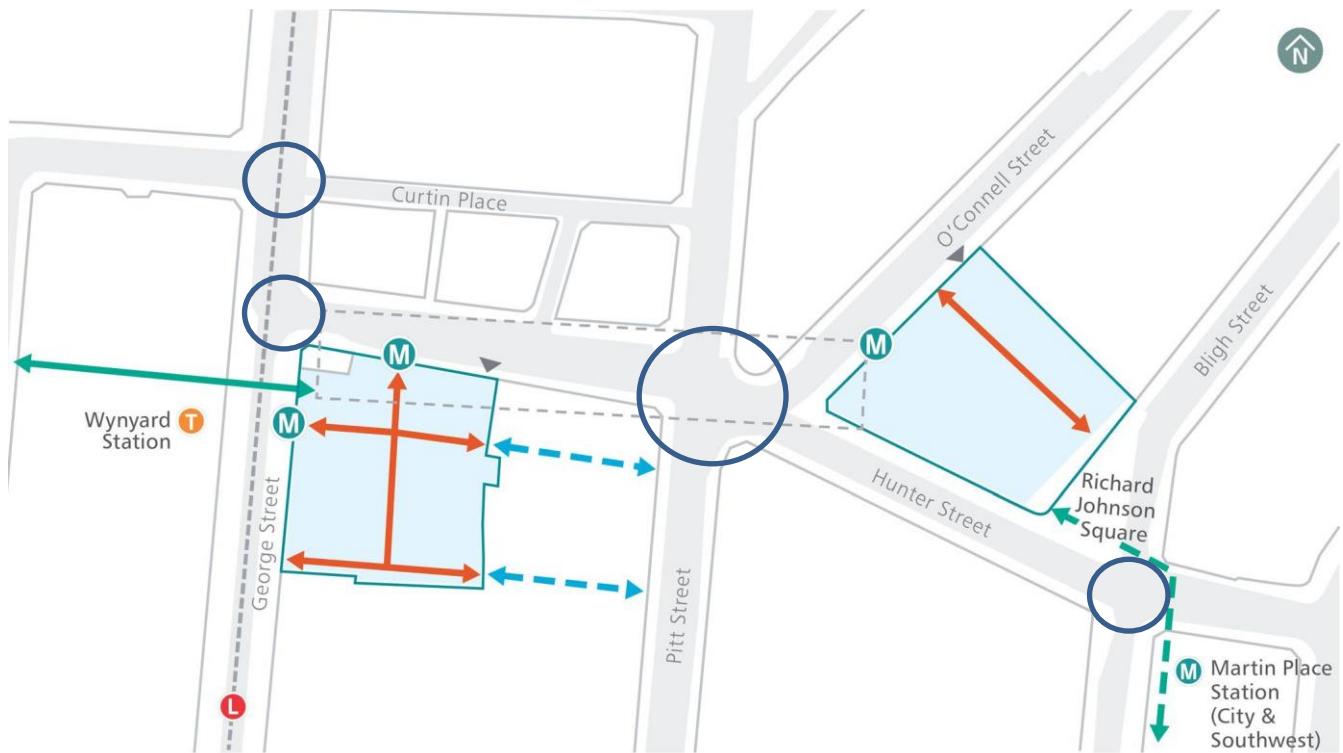 N
O'Connell Street
Curtin Place
Bligh Street
M
M
Wynyard
Station
T
M
Hunter Street
Richard
Johnson
Square
George Street
Pitt Street
M
Martin Place
Station
(City &
Southwest)
L